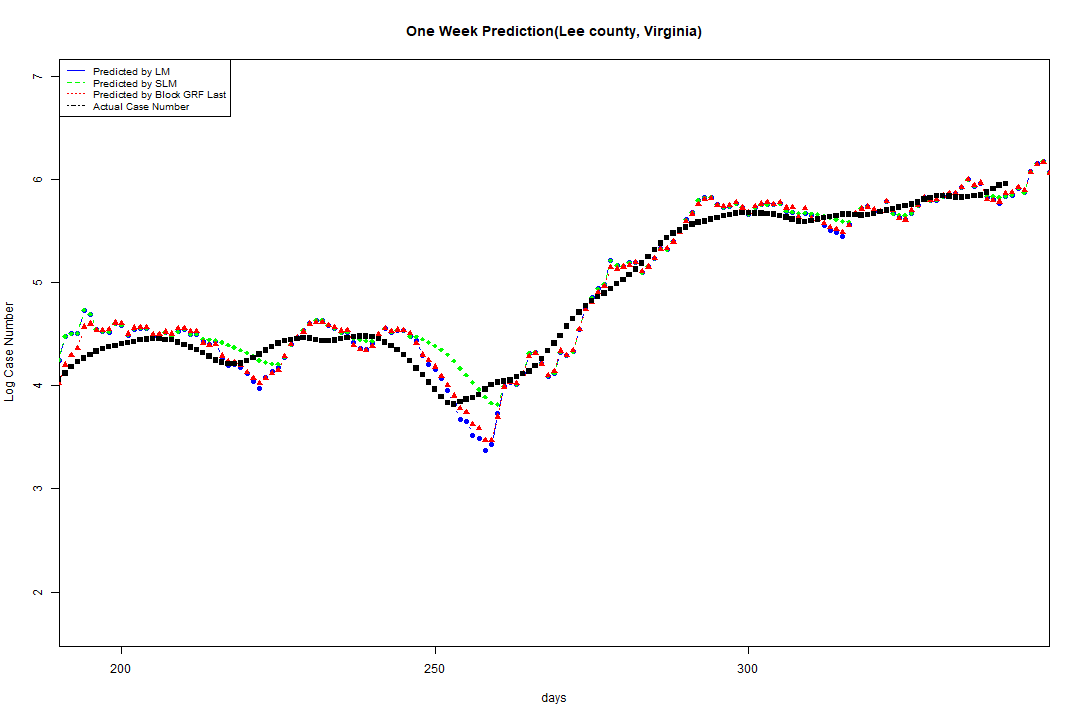 One Week Prediction(Lee county, Virginia)
Predicted by LM
Predicted by SLM
Predicted by Block GRF Last
Actual Case Number
7
6
5
4
3
2
Log Case Number
200 250 300
days